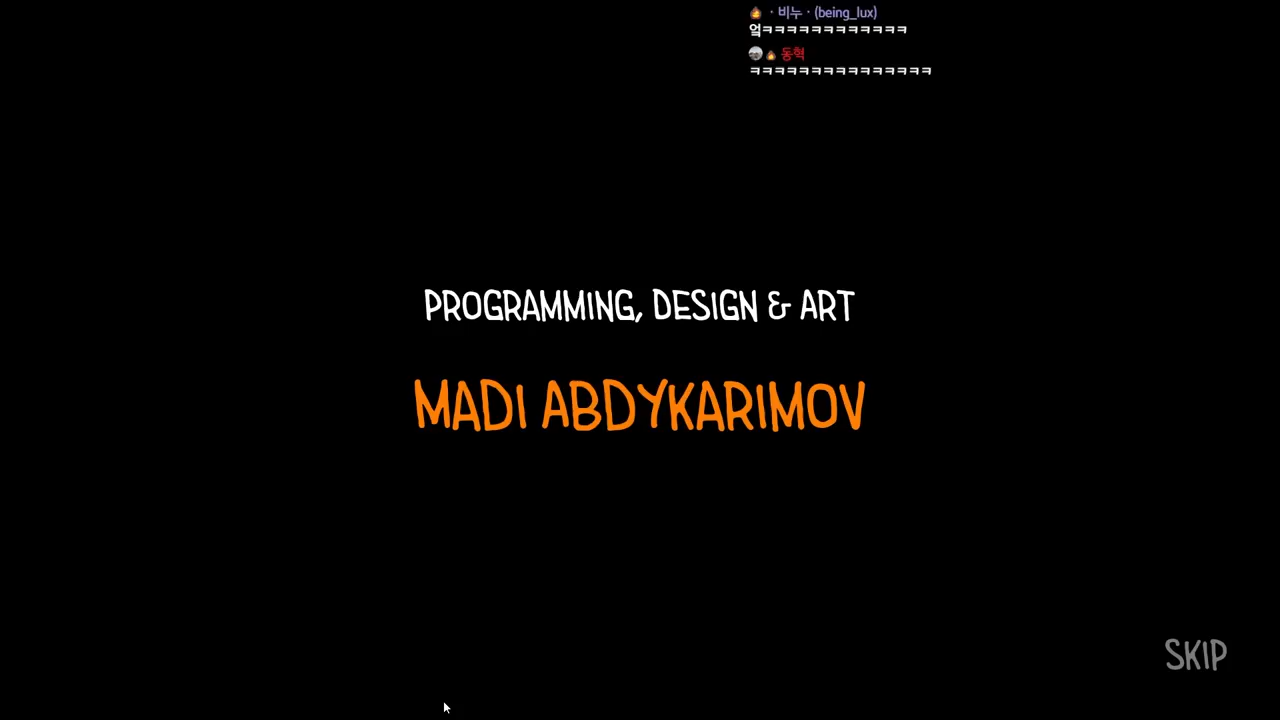 · 비누 · (being_lux)
엌ㅋㅋㅋㅋㅋㅋㅋㅋㅋㅋㅋㅋ
동혁
ㅋㅋㅋㅋㅋㅋㅋㅋㅋㅋㅋㅋㅋㅋㅋ
PROGRAMMING, DESIGN & ART
MADI ABDYKARIMOV
SKIP